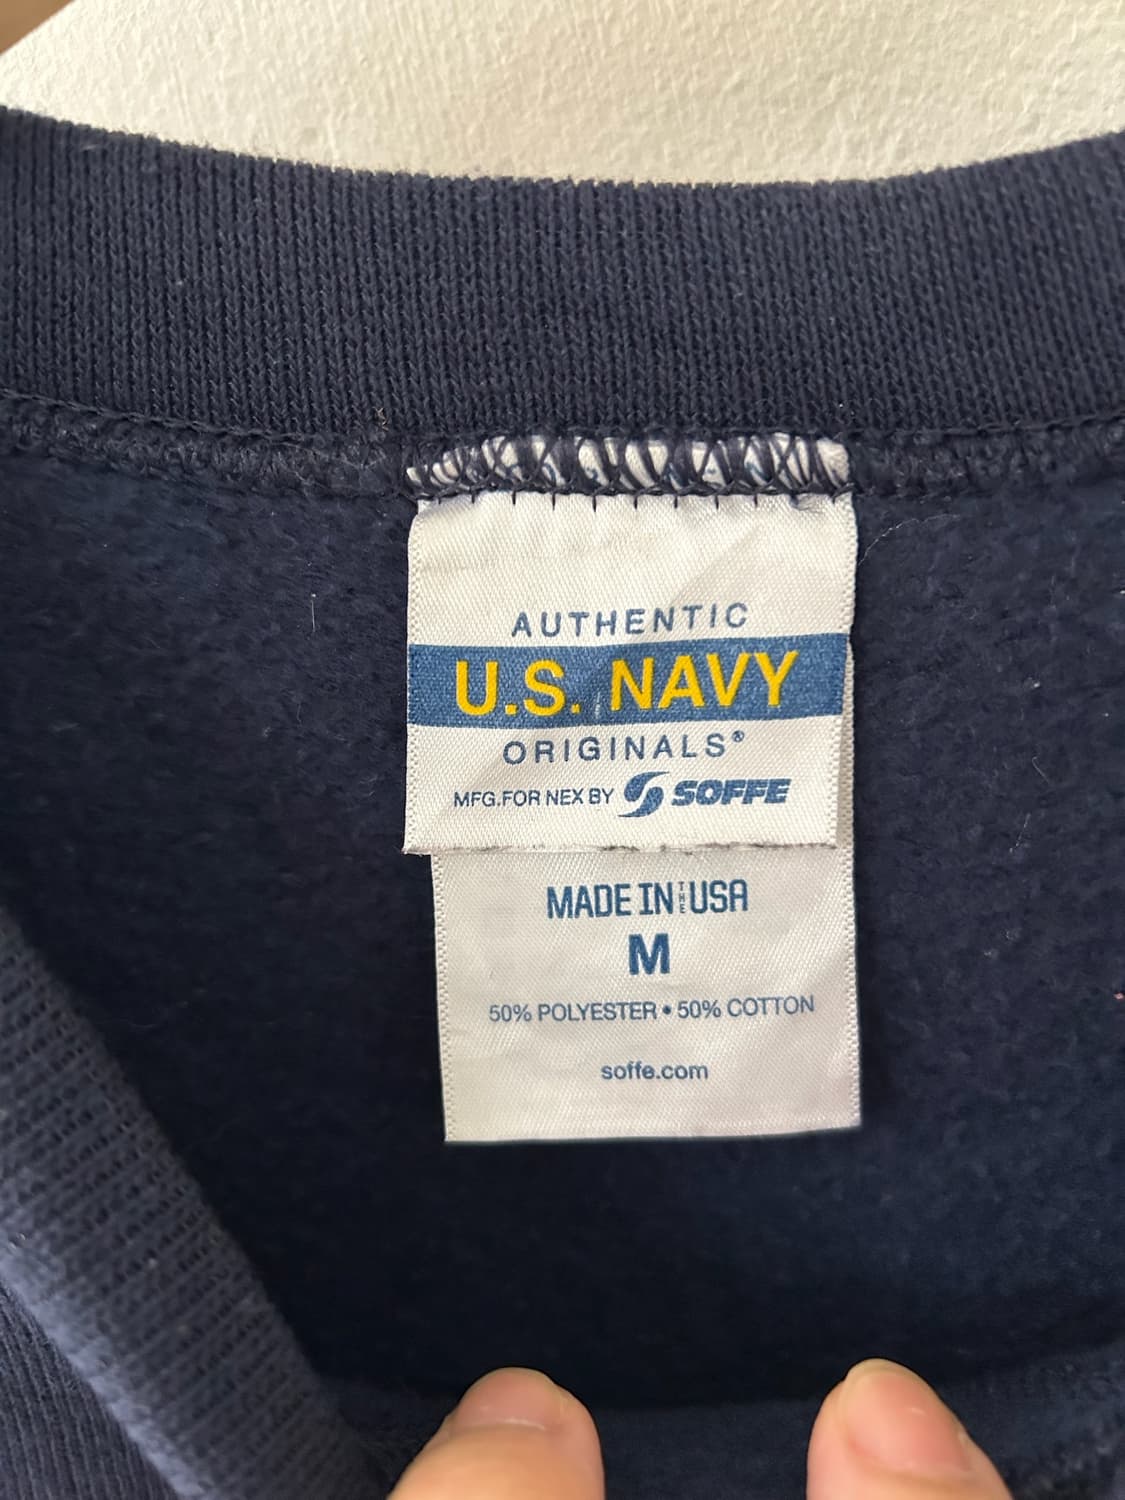 AUTHENTIC
U.S. NAVY
ORIGINALS®
MFG.FOR NEX BY SOFFE
MADE IN THE USA
M
50% POLYESTER • 50% COTTON
soffe.com